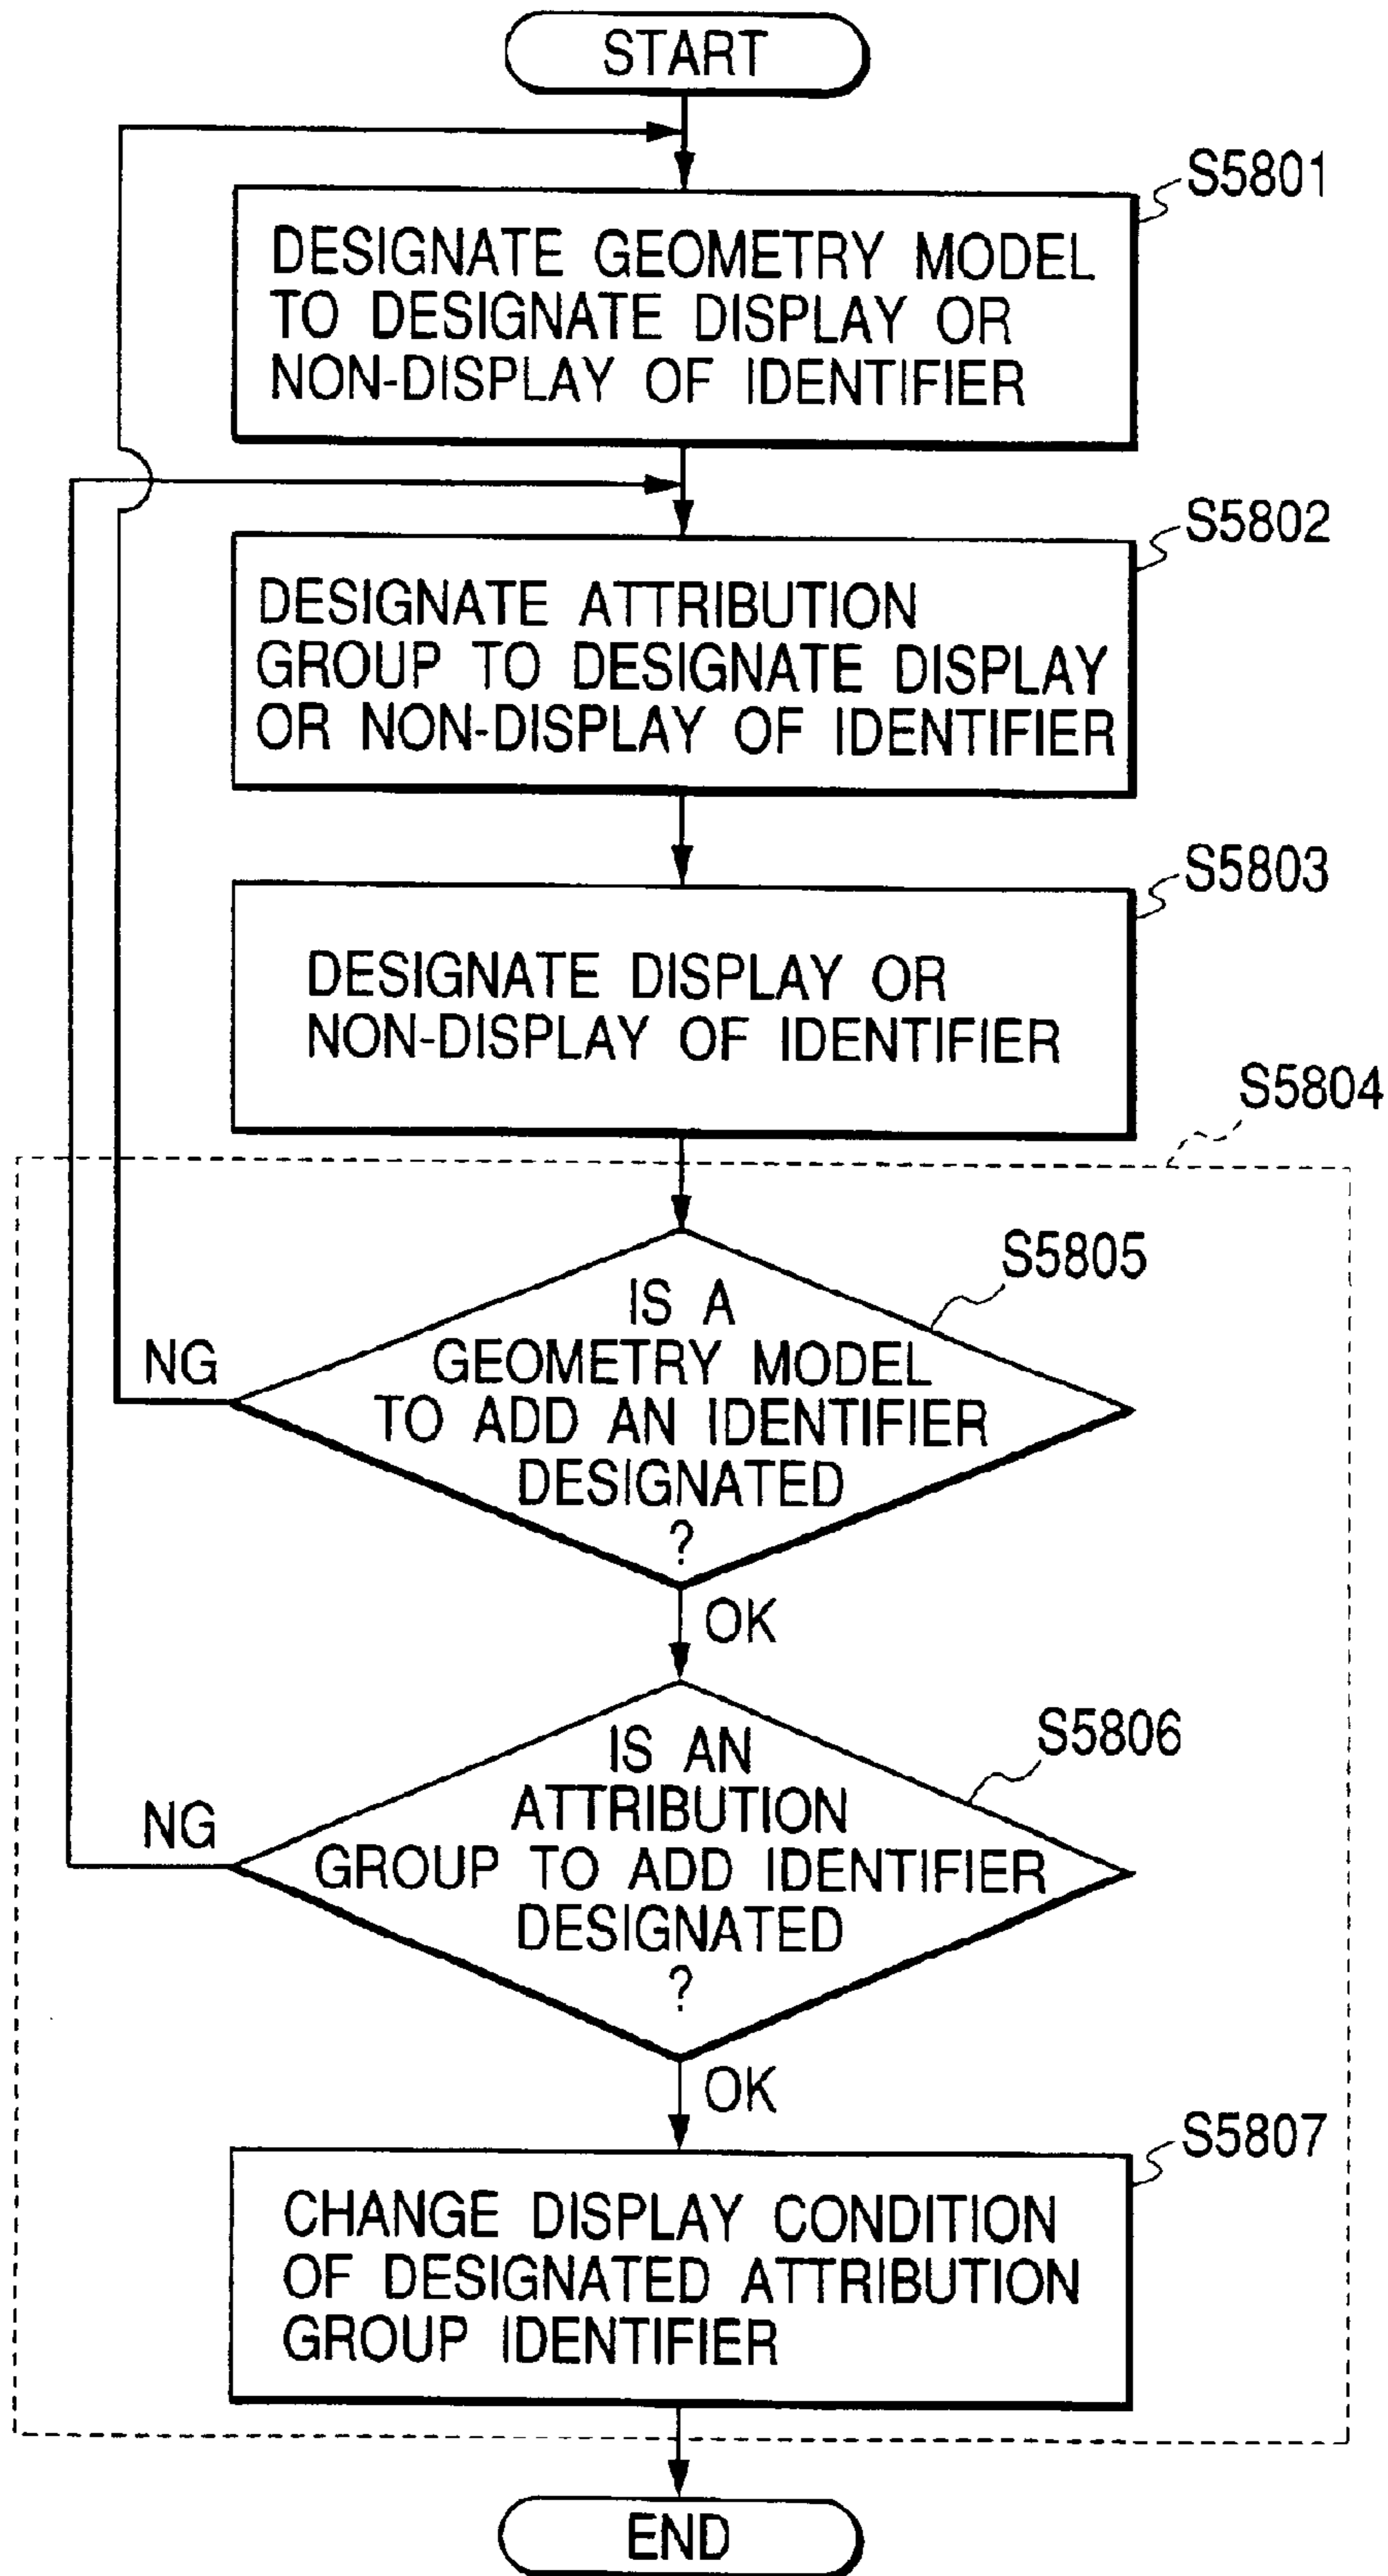 START
S5801
DESIGNATE GEOMETRY MODEL
TO DESIGNATE DISPLAY OR
NON-DISPLAY OF IDENTIFIER
S5802
DESIGNATE ATTRIBUTION
GROUP TO DESIGNATE DISPLAY
OR NON-DISPLAY OF IDENTIFIER
S5803
DESIGNATE DISPLAY OR
NON-DISPLAY OF IDENTIFIER
S5804
S5805
IS A
GEOMETRY MODEL
TO ADD AN IDENTIFIER
DESIGNATED
?
NG
OK
S5806
IS AN
ATTRIBUTION
GROUP TO ADD IDENTIFIER
DESIGNATED
?
NG
OK
S5807
CHANGE DISPLAY CONDITION
OF DESIGNATED ATTRIBUTION
GROUP IDENTIFIER
END